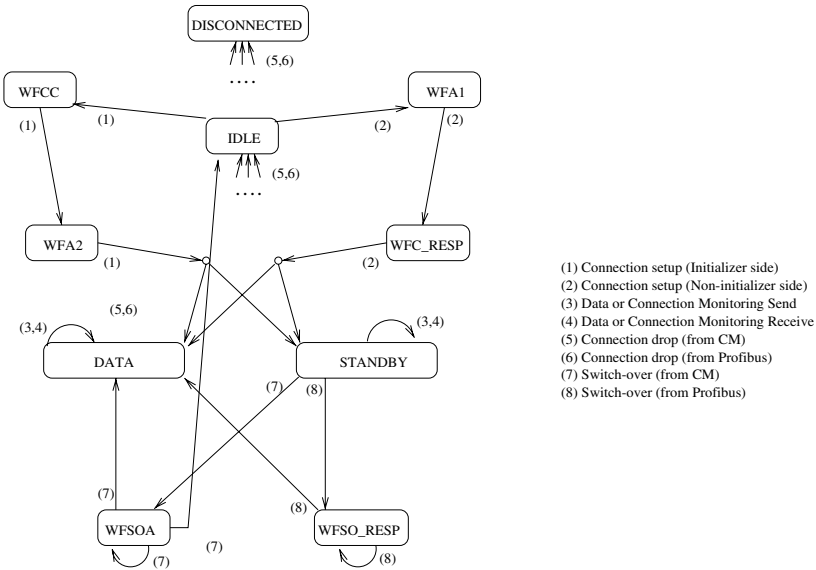 DISCONNECTED
(5,6)
....
WFCC
WFA1
(1)
(1)
IDLE
(2)
(2)
(5,6)
....
WFA2
(1)
(2)
WFC_RESP
(1) Connection setup (Initializer side)
(2) Connection setup (Non-initializer side)
(3) Data or Connection Monitoring Send
(4) Data or Connection Monitoring Receive
(5) Connection drop (from CM)
(6) Connection drop (from Profibus)
(7) Switch-over (from CM)
(8) Switch-over (from Profibus)
(5,6)
(3,4)
(3,4)
DATA
STANDBY
(7)
(8)
(7)
(8)
WFSOA
WFSO_RESP
(7)
(7)
(8)